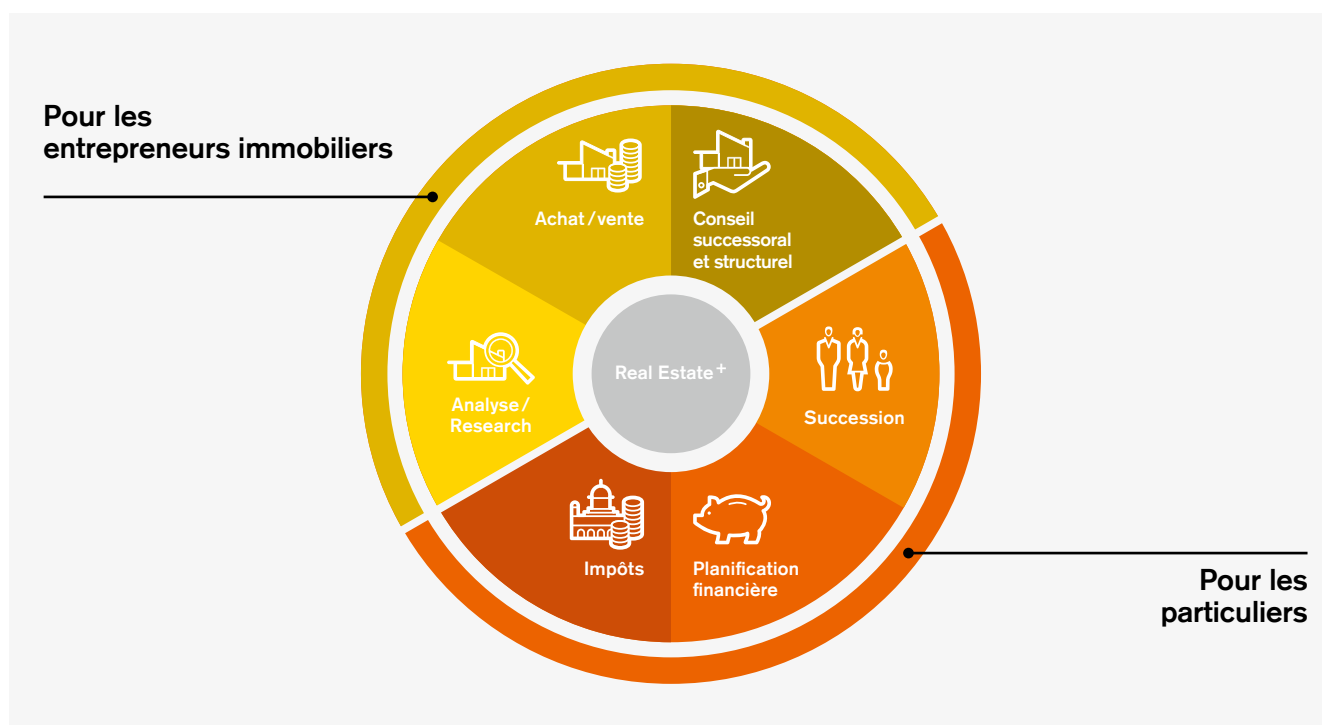 Pour les
entrepreneurs immobiliers
Achat / vente
Conseil
successoral
et structurel
Analyse /
Research
Real Estate+
Succession
Impôts
Planification
financière
Pour les
particuliers